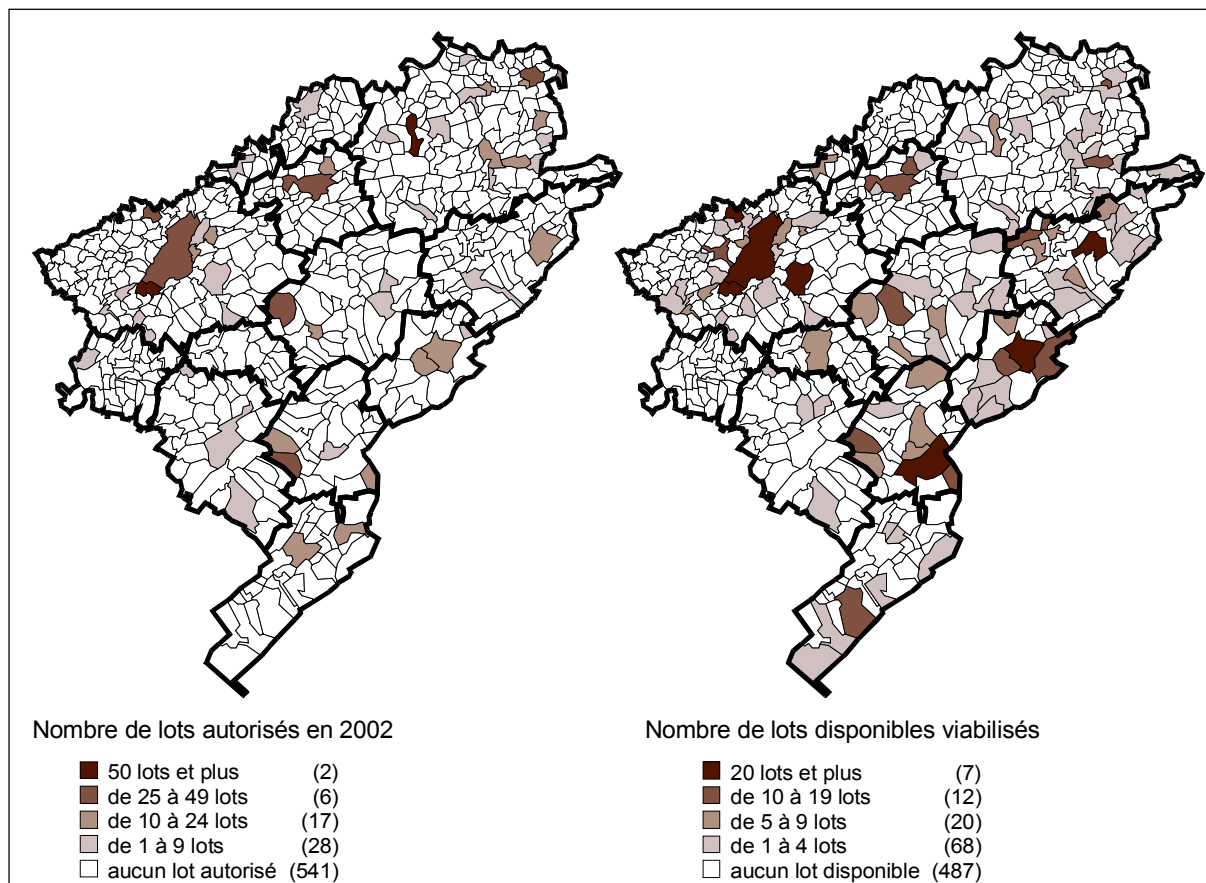 Nombre de lots autorisés en 2002
50 lots et plus (2)
de 25 à 49 lots (6)
de 10 à 24 lots (17)
de 1 à 9 lots (28)
aucun lot autorisé (541)
Nombre de lots disponibles viabilisés
20 lots et plus (7)
de 10 à 19 lots (12)
de 5 à 9 lots (20)
de 1 à 4 lots (68)
aucun lot disponible (487)